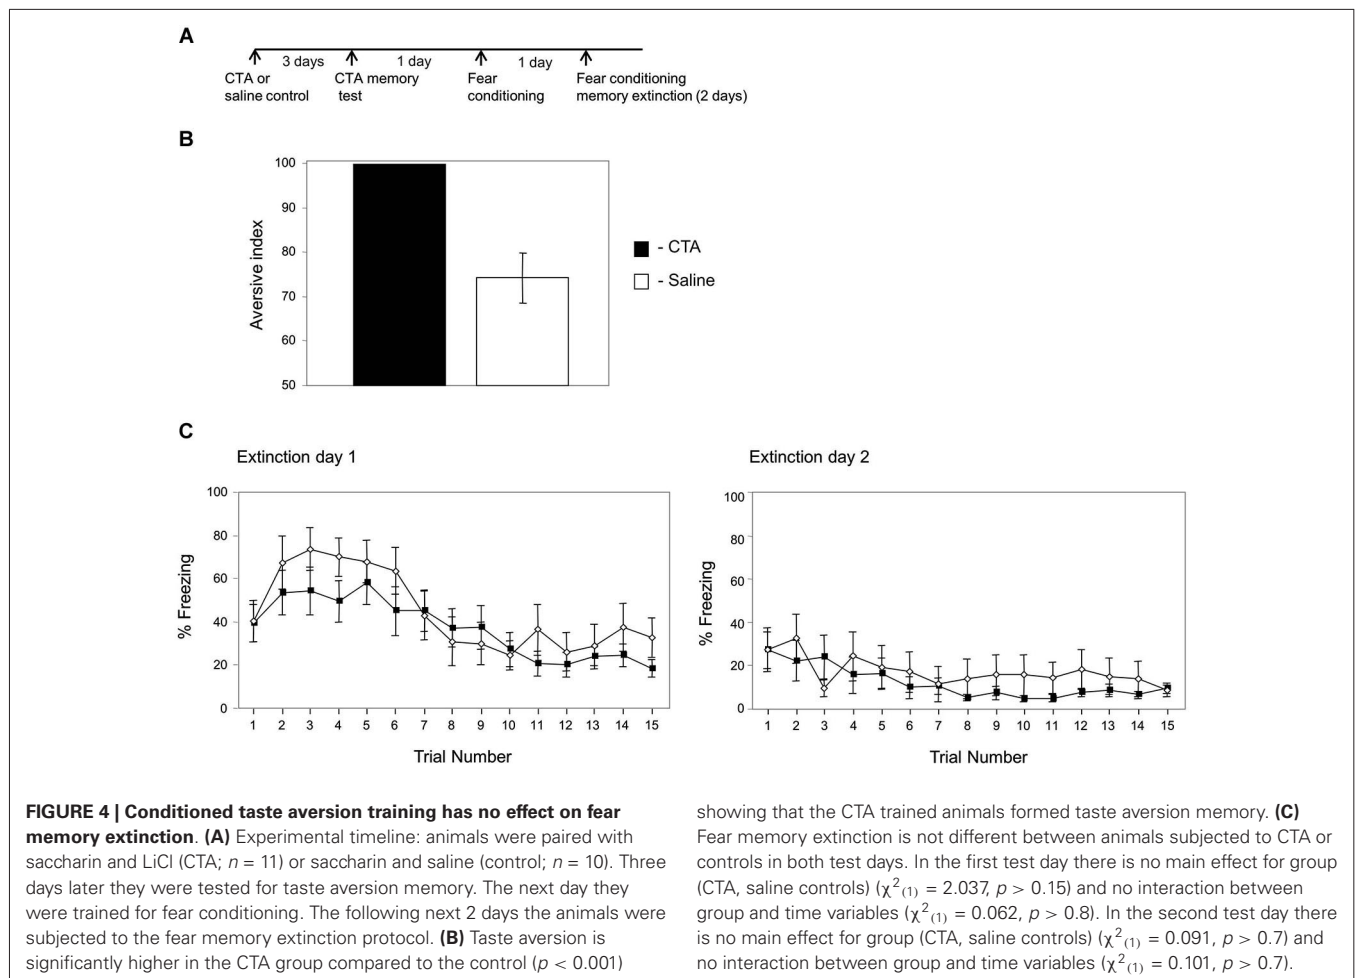 A
3 days
1 day
1 day
CTA or
saline control
CTA memory
test
Fear
conditioning
Fear conditioning
memory extinction (2 days)
B
100
90
80
70
60
50
Aversive index
- CTA
- Saline
C
Extinction day 1
100
80
60
40
20
0
% Freezing
1 2 3 4 5 6 7 8 9 10 11 12 13 14 15
Trial Number
Extinction day 2
100
80
60
40
20
0
% Freezing
1 2 3 4 5 6 7 8 9 10 11 12 13 14 15
Trial Number
FIGURE 4 | Conditioned taste aversion training has no effect on fear
memory extinction. (A) Experimental timeline: animals were paired with
saccharin and LiCl (CTA; n = 11) or saccharin and saline (control; n = 10). Three
days later they were tested for taste aversion memory. The next day they
were trained for fear conditioning. The following next 2 days the animals were
subjected to the fear memory extinction protocol. (B) Taste aversion is
significantly higher in the CTA group compared to the control (p < 0.001)
showing that the CTA trained animals formed taste aversion memory. (C)
Fear memory extinction is not different between animals subjected to CTA or
controls in both test days. In the first test day there is no main effect for group
(CTA, saline controls) (χ²₍₁₎ = 2.037, p > 0.15) and no interaction between
group and time variables (χ²₍₁₎ = 0.062, p > 0.8). In the second test day there
is no main effect for group (CTA, saline controls) (χ²₍₁₎ = 0.091, p > 0.7) and
no interaction between group and time variables (χ²₍₁₎ = 0.101, p > 0.7).